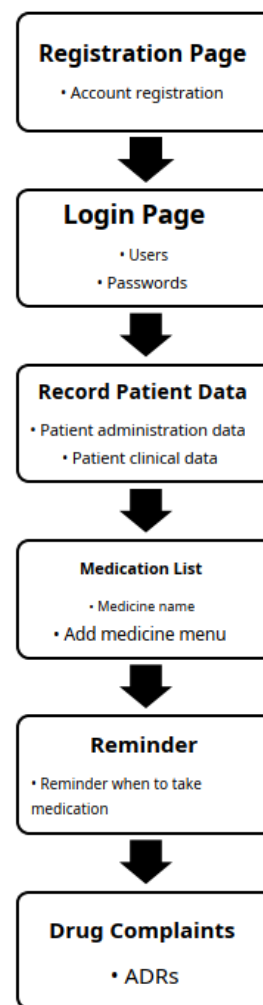 Registration Page
• Account registration
Login Page
• Users
• Passwords
Record Patient Data
• Patient administration data
• Patient clinical data
Medication List
• Medicine name
• Add medicine menu
Reminder
• Reminder when to take
medication
Drug Complaints
• ADRs